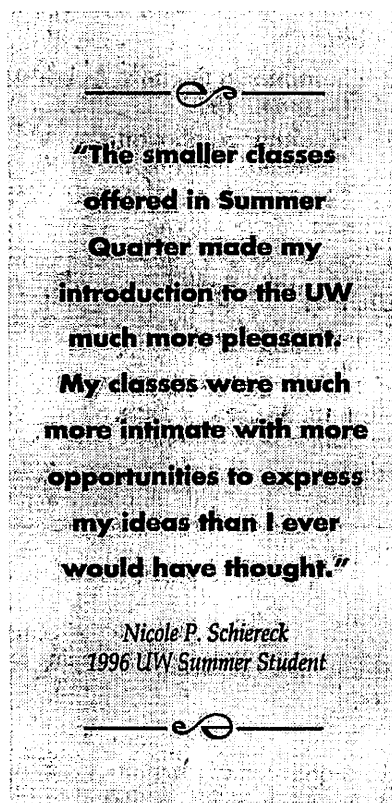 "The smaller classes
offered in Summer
Quarter made my
introduction to the UW
much more pleasant.
My classes were much
more intimate with more
opportunities to express
my ideas than I ever
would have thought."
Nicole P. Schiereck
1996 UW Summer Student